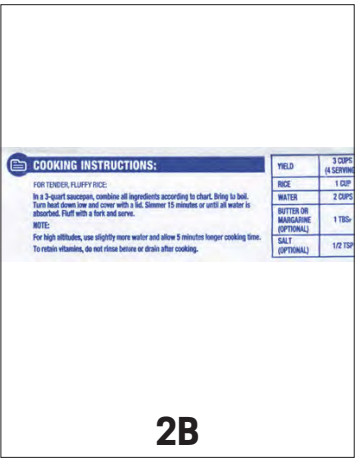 COOKING INSTRUCTIONS:
FOR TENDER, FLUFFY RICE:
In a 3-quart saucepan, combine all ingredients according to chart. Bring to boil.
Turn heat down low and cover with a lid. Simmer 15 minutes or until all water is
absorbed. Fluff with a fork and serve.
NOTE:
For high altitudes, use slightly more water and allow 5 minutes longer cooking time.
To retain vitamins, do not rinse before or drain after cooking.
YIELD 3 CUPS
(4 SERVING
RICE 1 CUP
WATER 2 CUPS
BUTTER OR
MARGARINE 1 TBS
(OPTIONAL)
SALT 1/2 TSP
(OPTIONAL)
2B